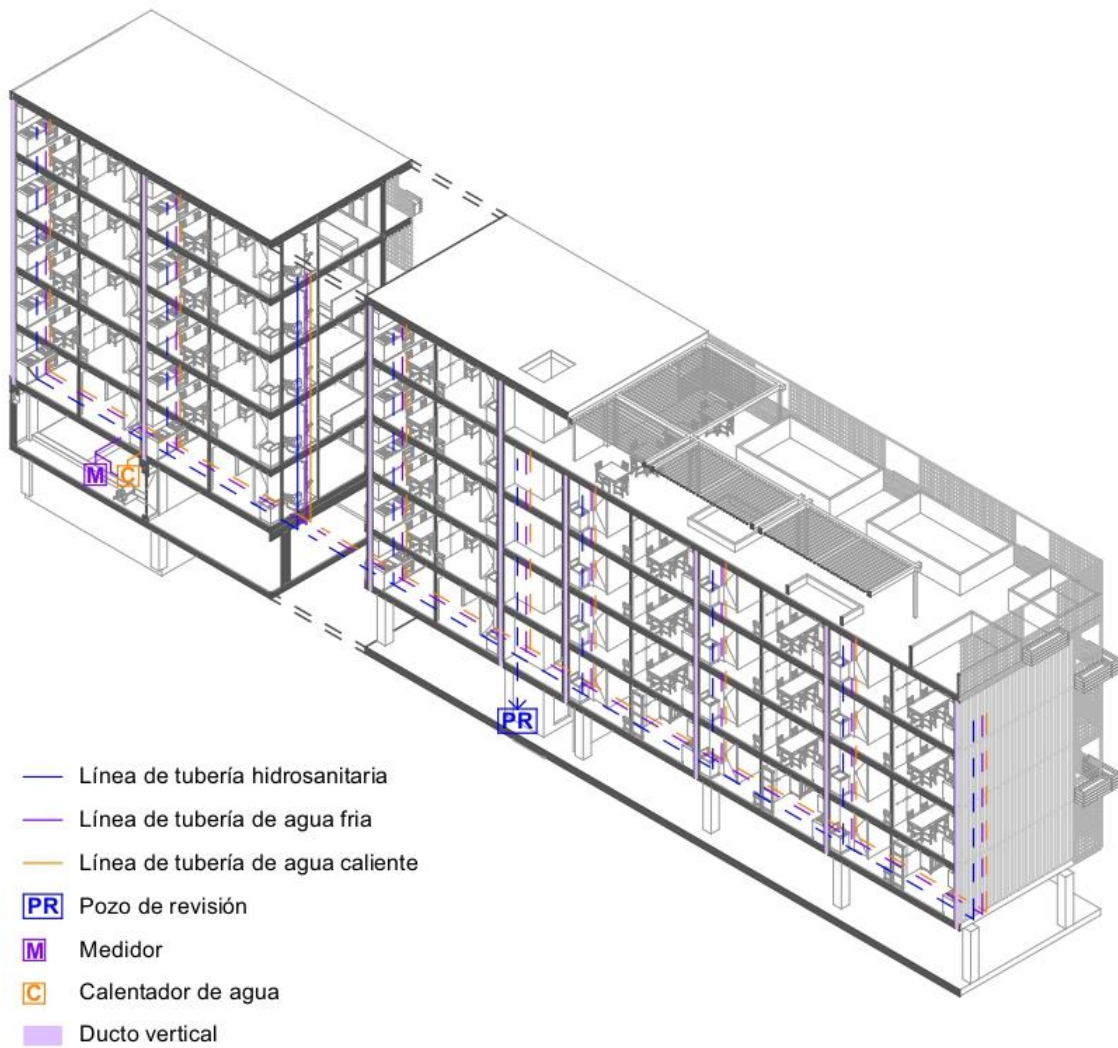 M
C
PR
Línea de tubería hidrosanitaria
Línea de tubería de agua fria
Línea de tubería de agua caliente
PR Pozo de revisión
M Medidor
C Calentador de agua
Ducto vertical